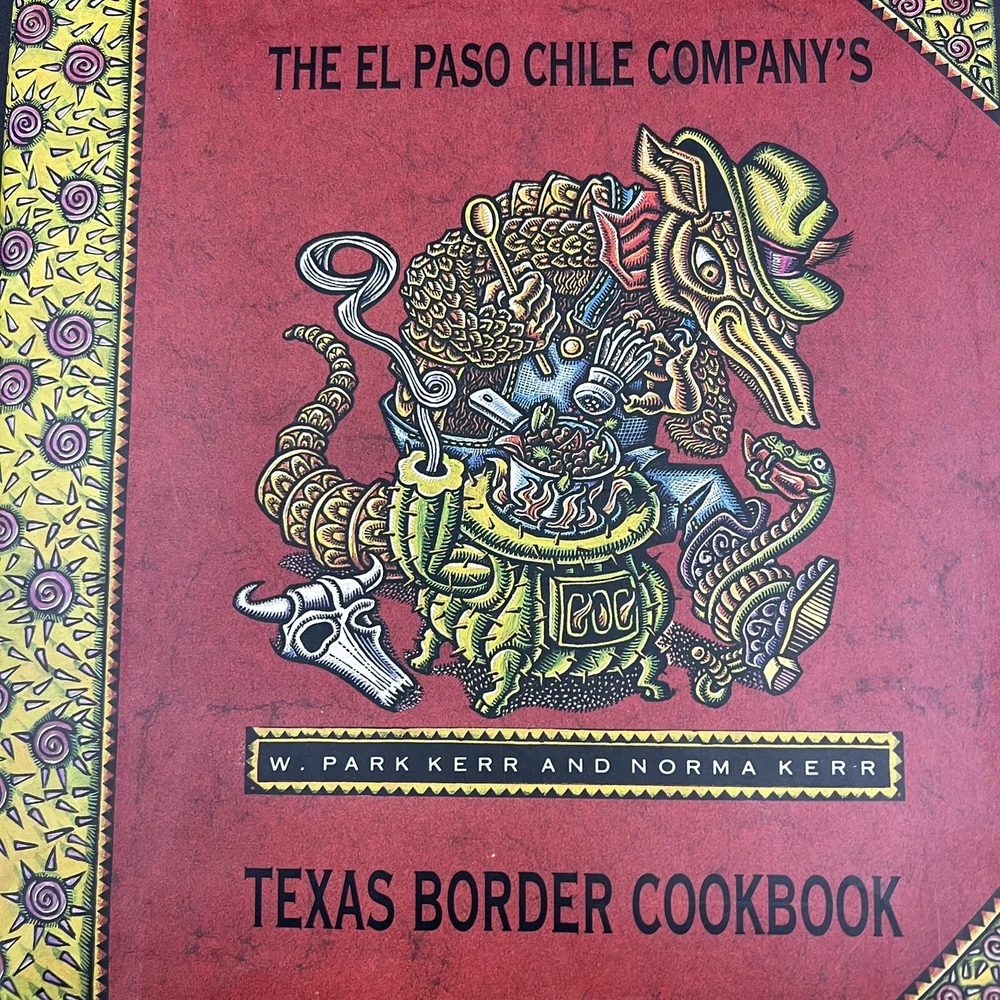 THE EL PASO CHILE COMPANY'S
W. PARK KERR AND NORMA KERR
TEXAS BORDER COOKBOOK